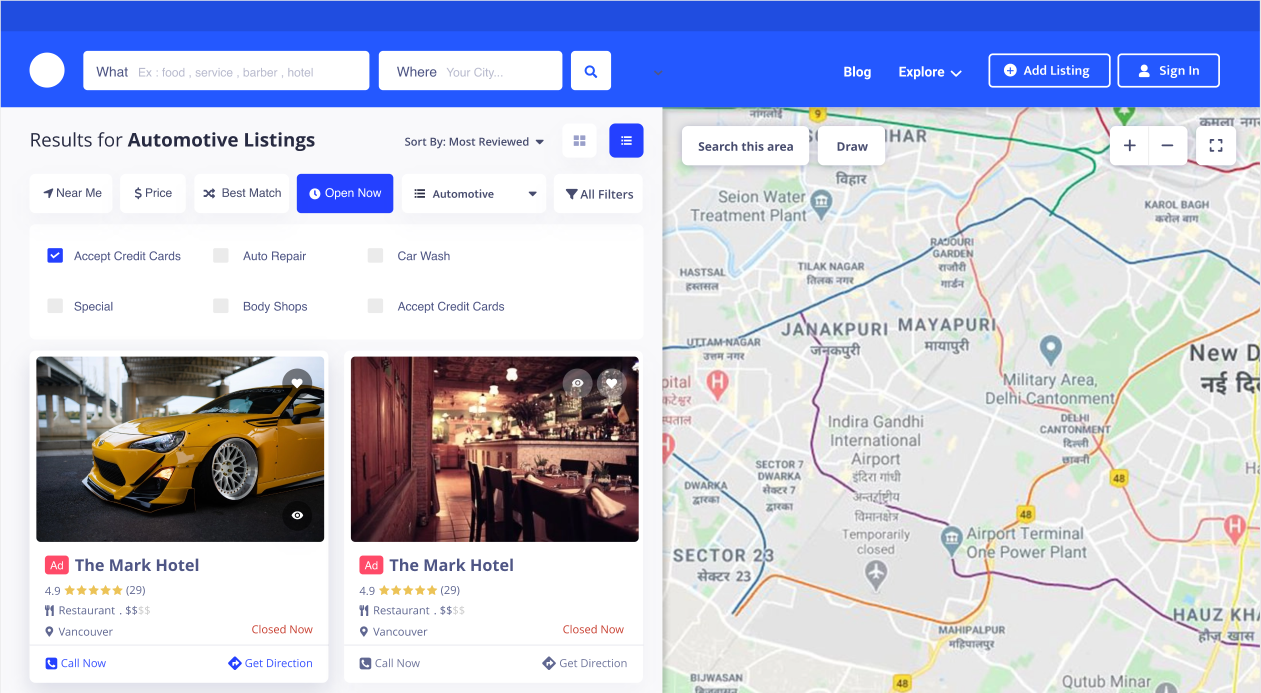 What Ex : food , service , barber , hotel
Where Your City...
Blog
Explore
Add Listing
Sign In
Results for Automotive Listings
Sort By: Most Reviewed
Near Me
$ Price
Best Match
Open Now
Automotive
All Filters
Accept Credit Cards
Auto Repair
Car Wash
Special
Body Shops
Accept Credit Cards
Ad The Mark Hotel
4.9 (29)
Restaurant . $$$$
Vancouver
Closed Now
Call Now
Get Direction
Ad The Mark Hotel
4.9 (29)
Restaurant . $$$$
Vancouver
Closed Now
Call Now
Get Direction
Search this area
Draw
+
−
नांगलोई
9
HAR
विहार
कमला
Seion Water
Treatment Plant
KAROL BAGH
करोल बाग
RAJOURI
GARDEN
राजौरी
गार्डन
HASTSAL
हस्तसाल
TILAK NAGAR
तिलक नगर
JANAKPURI
जनकपुरी
MAYAPURI
मायापुरी
UTTAM NAGAR
उत्तम नगर
New D
नई दि
pital
H
Military Area,
Delhi Cantonment
DELHI
CANTONMENT
दिल्ली
छावनी
Indira Gandhi
International
Airport
इंदिरा गांधी
अन्तर्राष्ट्रीय
विमानक्षेत्र
Temporarily
closed
SECTOR 7
DWARKA
सेक्टर 7
DWARKA
द्वारका
48
48
H
Ha
Airport Terminal
One Power Plant
SECTOR 23
सेक्टर 23
HAUZ KHA
हौज़ खास
MAHIPALPUR
महिपालपुर
BIJWASAN
48
Qutub Minar